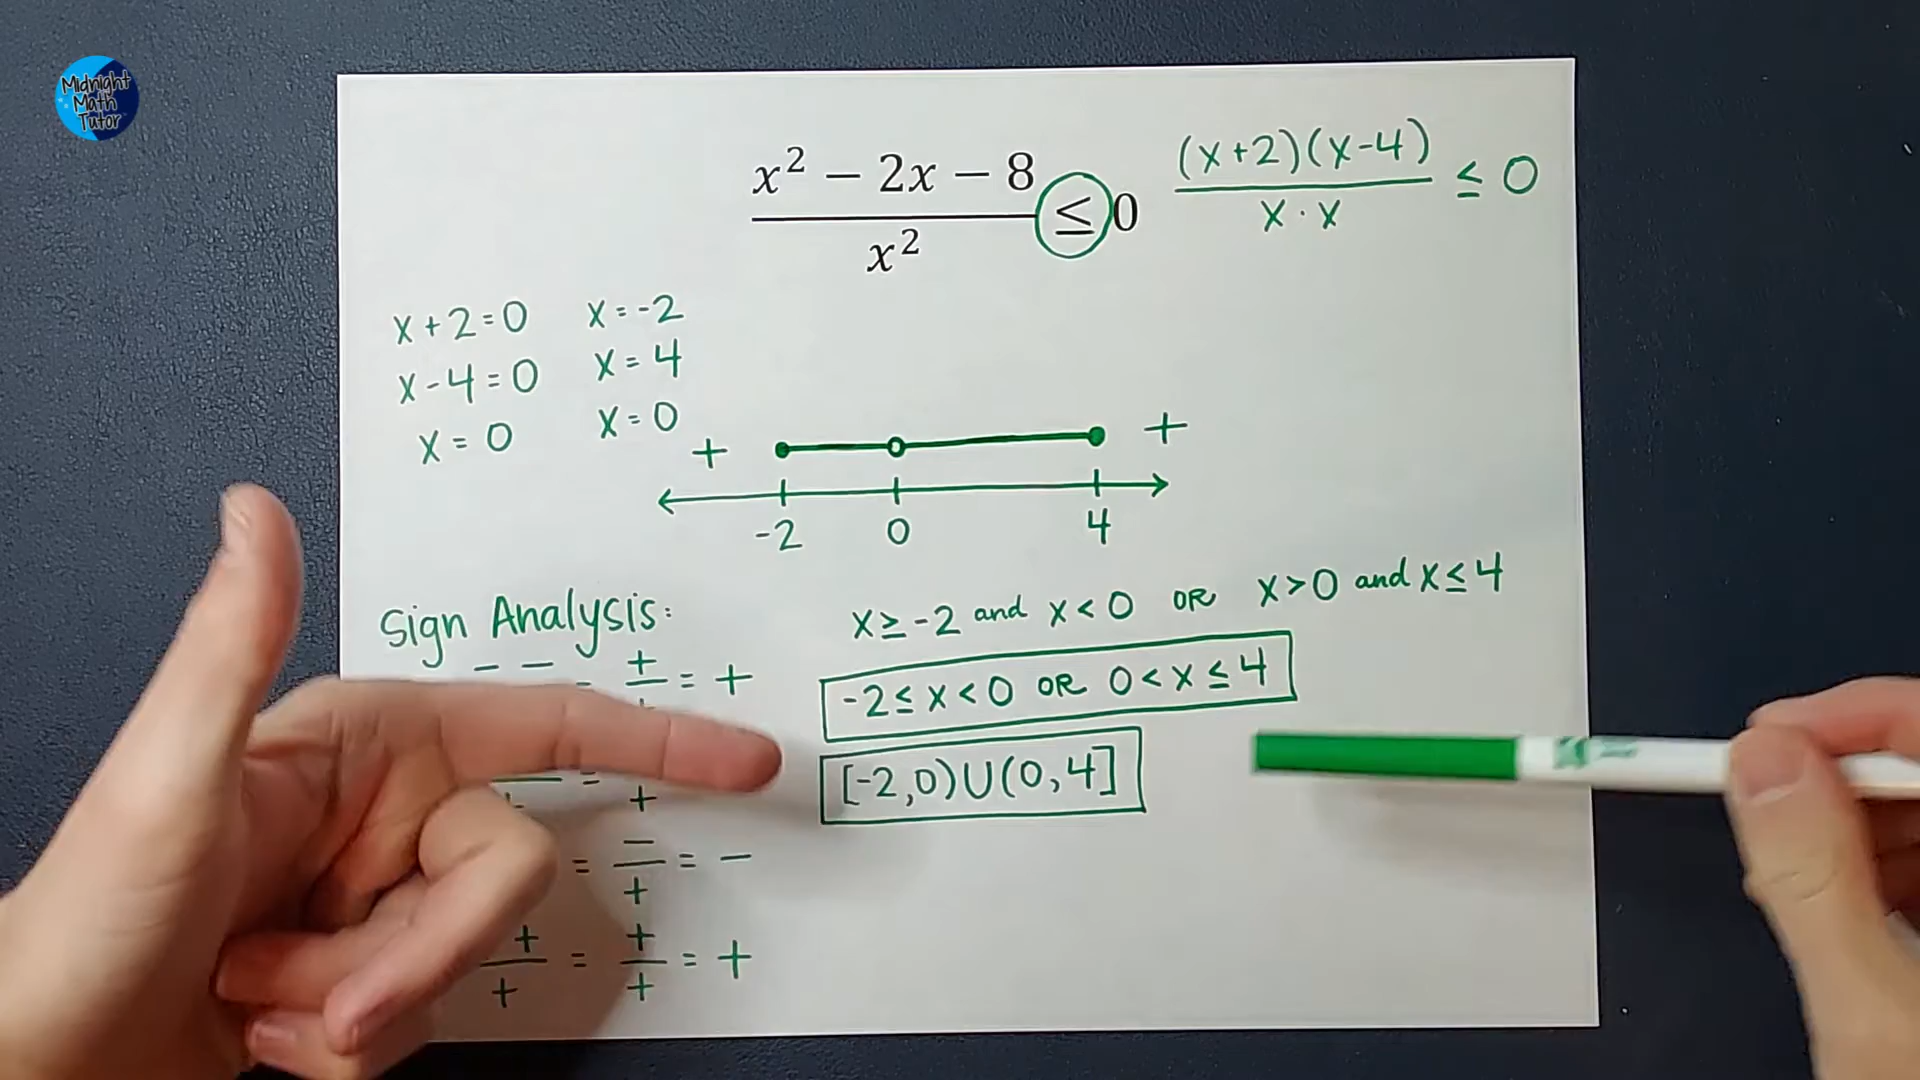 Midnight
Math
Tutor
x² − 2x − 8
x²
≤ 0
(x+2)(x-4)
x · x
≤ 0
x+2=0 x=-2
x-4=0 x=4
x=0 x=0
+ +
-2 0 4
Sign Analysis:
x≥-2 and x<0 OR x>0 and x≤4
-2≤x<0 OR 0<x≤4
[-2,0)∪(0,4]
− − = + = +
= +
= − / + = −
+ / + = + / + = +